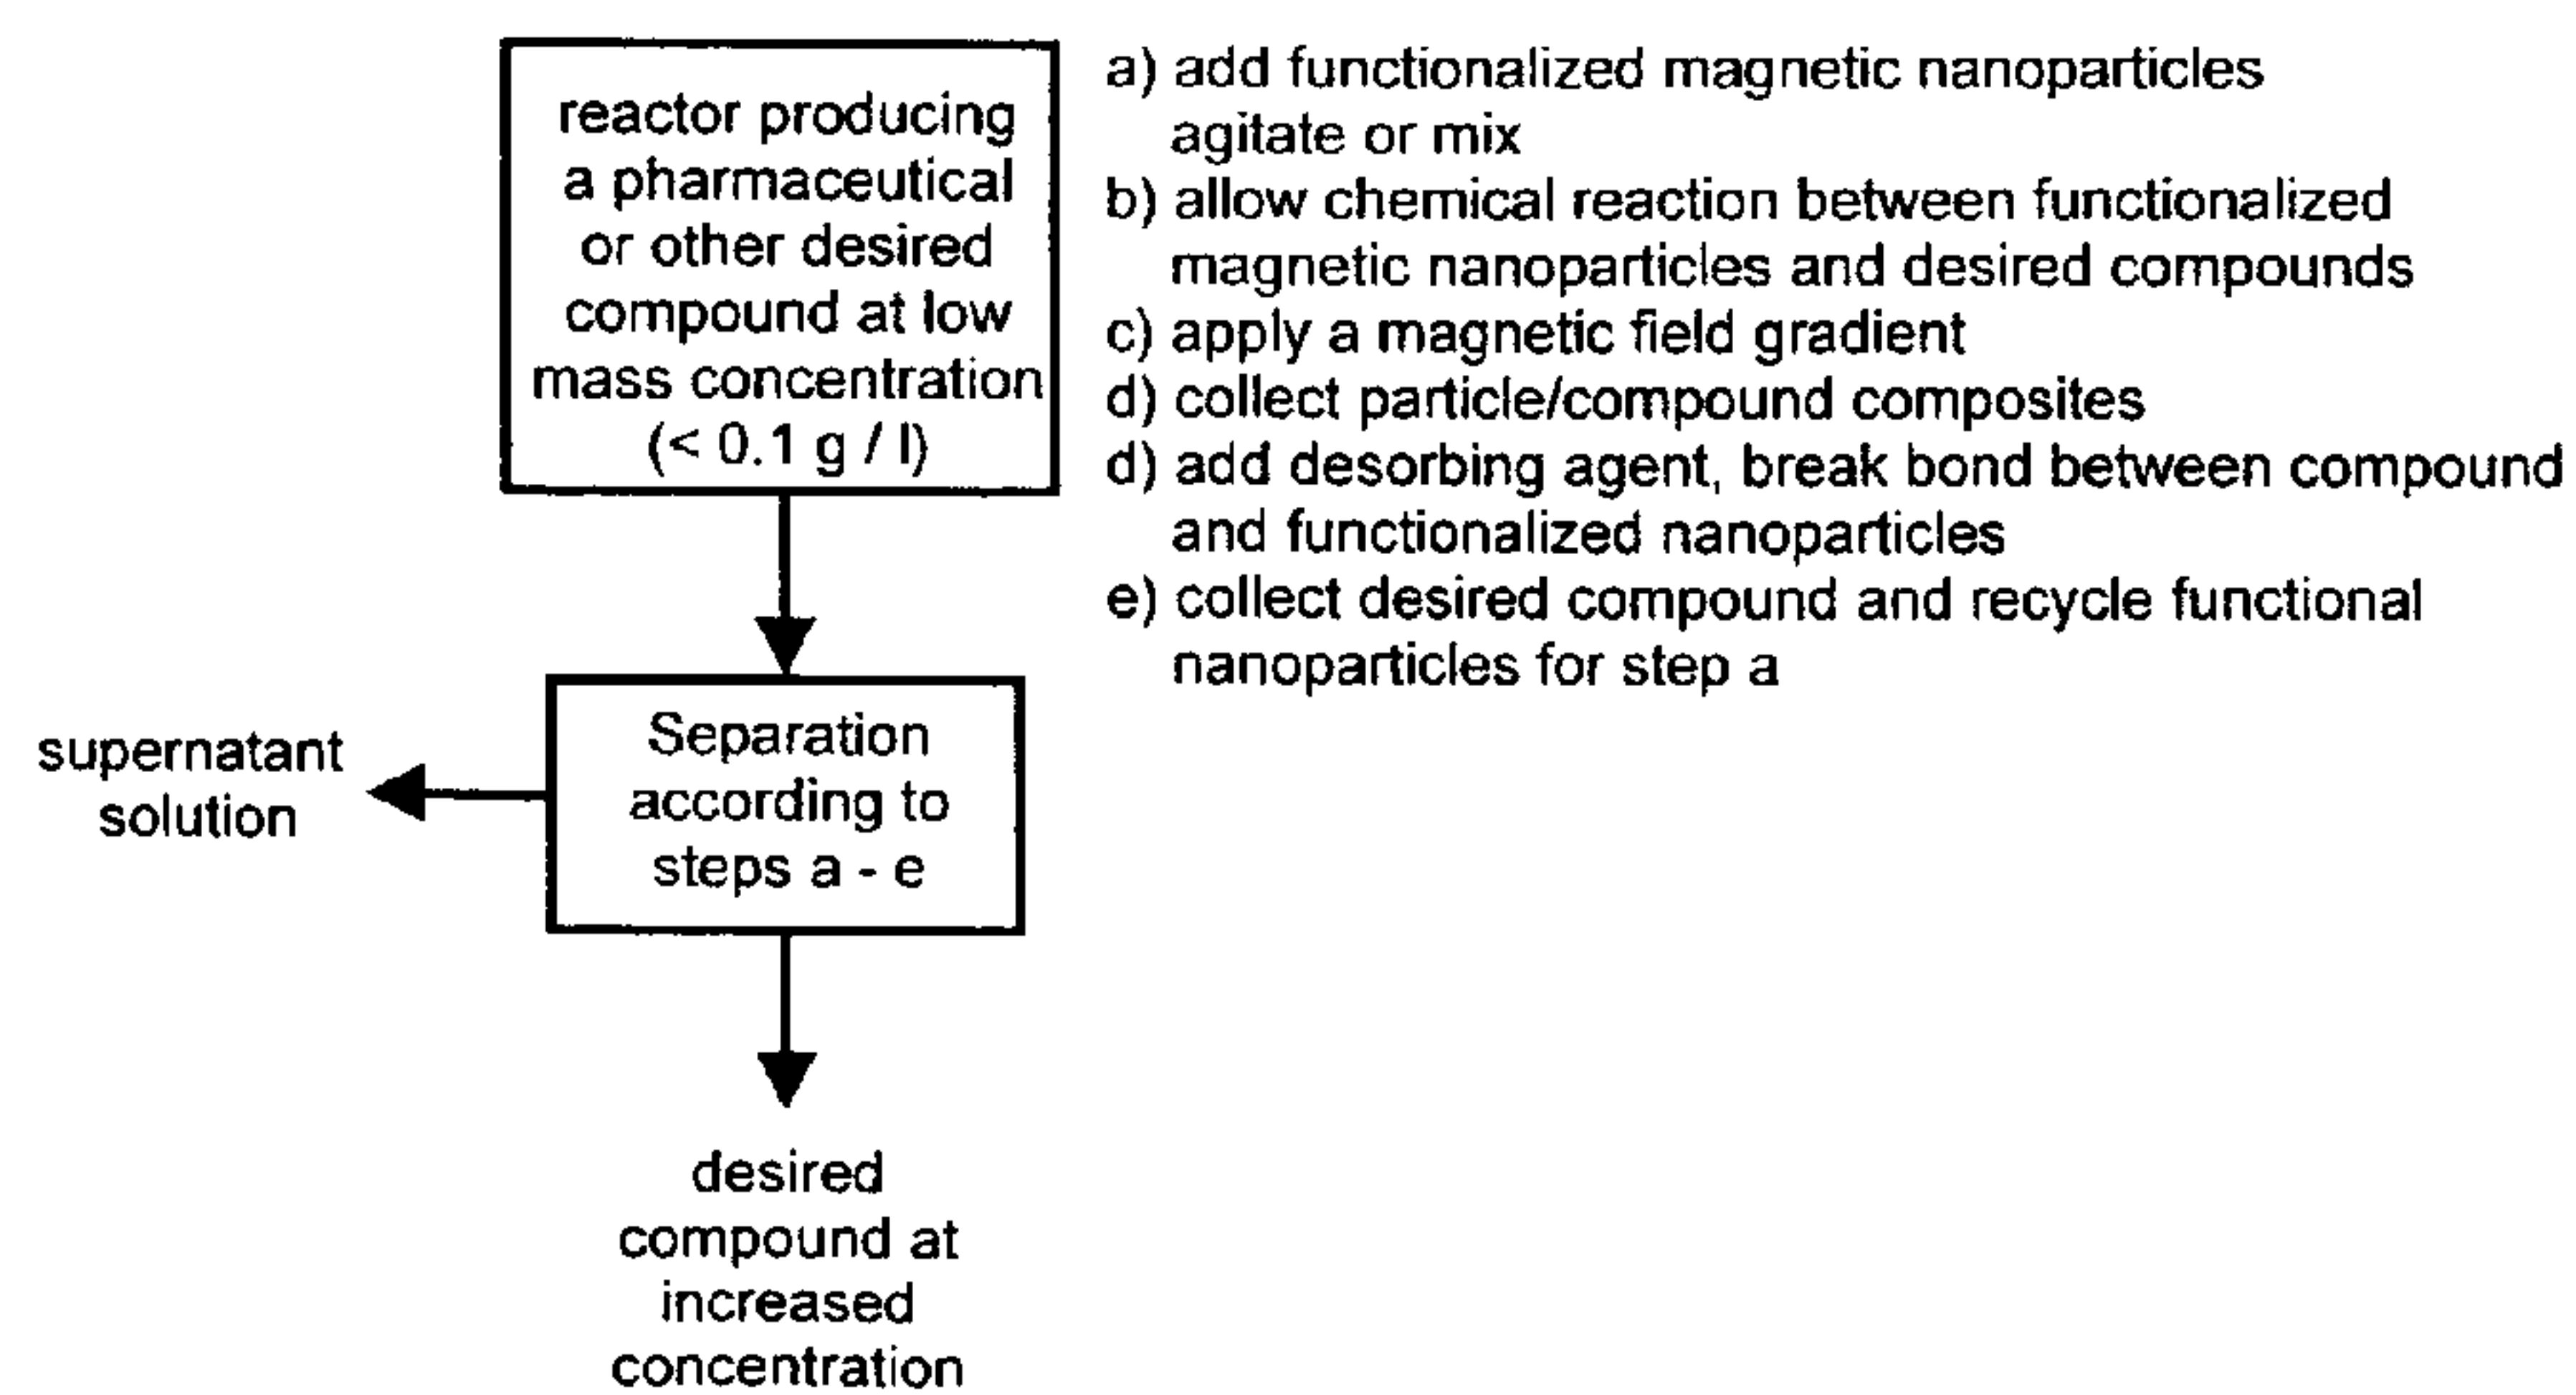 reactor producing
a pharmaceutical
or other desired
compound at low
mass concentration
(< 0.1 g / l)
a) add functionalized magnetic nanoparticles
agitate or mix
b) allow chemical reaction between functionalized
magnetic nanoparticles and desired compounds
c) apply a magnetic field gradient
d) collect particle/compound composites
d) add desorbing agent, break bond between compound
and functionalized nanoparticles
e) collect desired compound and recycle functional
nanoparticles for step a
supernatant
solution
Separation
according to
steps a - e
desired
compound at
increased
concentration